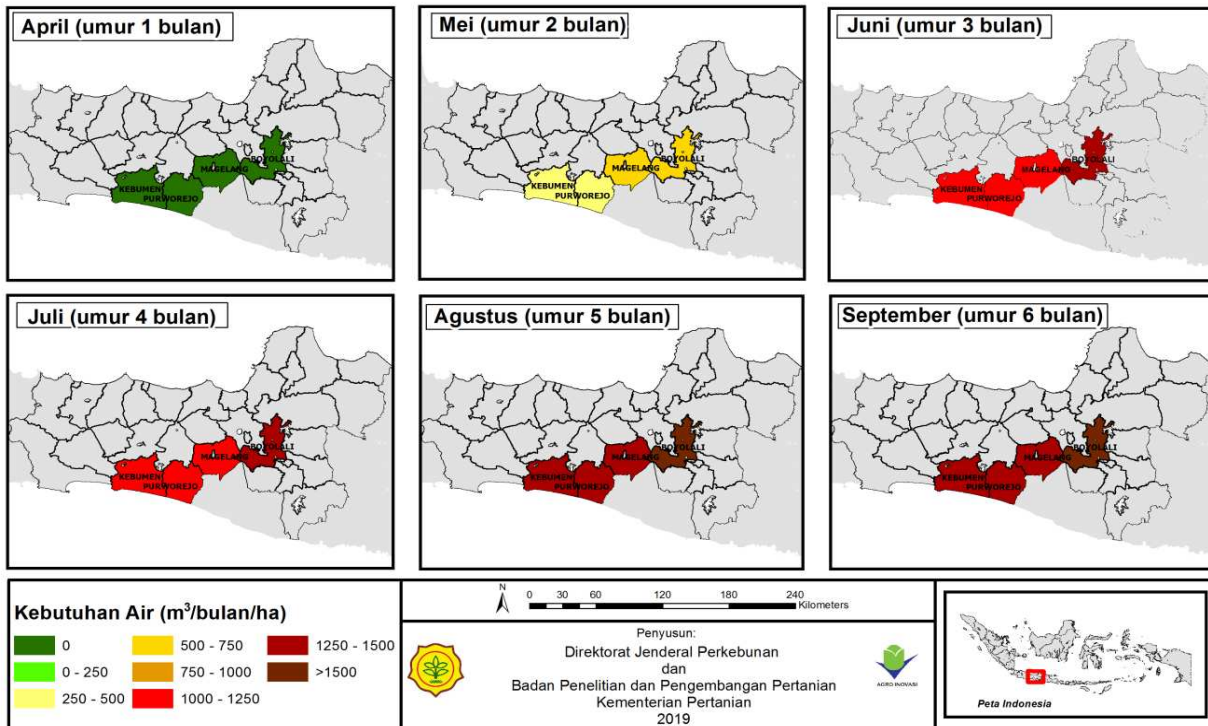 April (umur 1 bulan)
BOYOLALI
MAGELANG
KEBUMEN
PURWOREJO
Mei (umur 2 bulan)
BOYOLALI
MAGELANG
KEBUMEN
PURWOREJO
Juni (umur 3 bulan)
BOYOLALI
MAGELANG
KEBUMEN
PURWOREJO
Juli (umur 4 bulan)
BOYOLALI
MAGELANG
KEBUMEN
PURWOREJO
Agustus (umur 5 bulan)
BOYOLALI
MAGELANG
KEBUMEN
PURWOREJO
September (umur 6 bulan)
BOYOLALI
MAGELANG
KEBUMEN
PURWOREJO
Kebutuhan Air (m³/bulan/ha)
0
0 - 250
250 - 500
500 - 750
750 - 1000
1000 - 1250
1250 - 1500
>1500
N
0 30 60 120 180 240
Kilometers
Penyusun:
Direktorat Jenderal Perkebunan
dan
Badan Penelitian dan Pengembangan Pertanian
Kementerian Pertanian
2019
AGRO INOVASI
Peta Indonesia